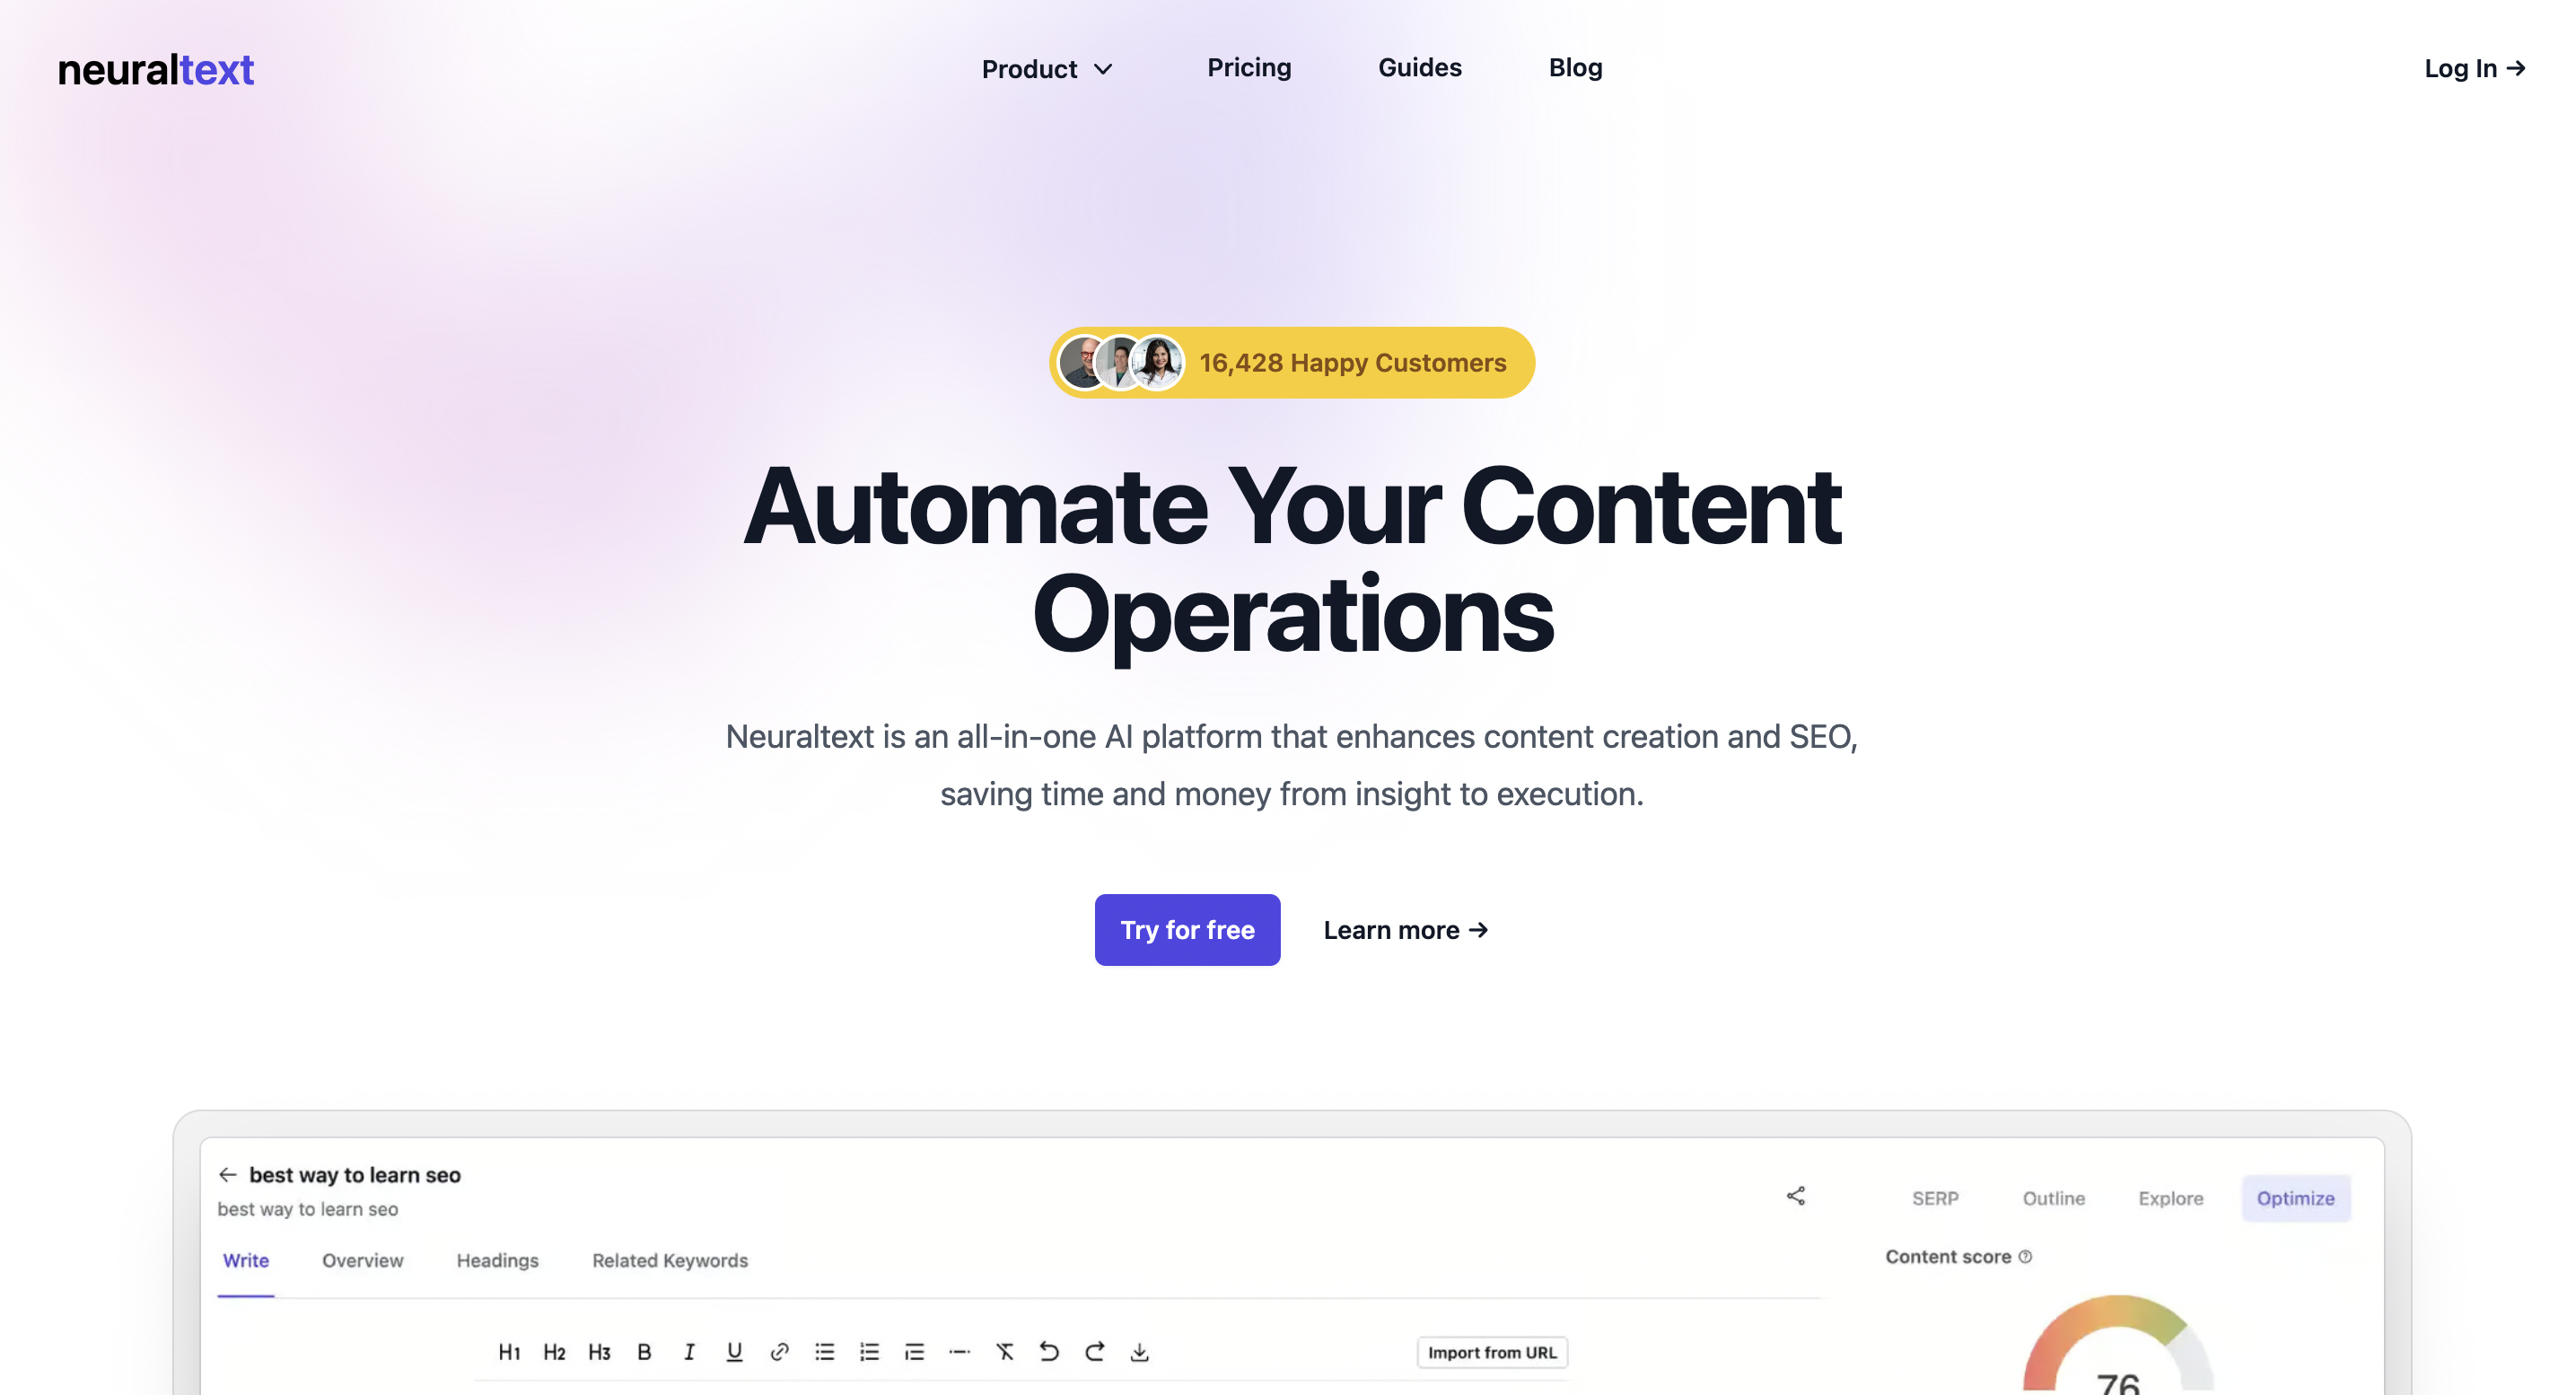 neuraltext
Product
Pricing
Guides
Blog
Log In →
16,428 Happy Customers
Automate Your Content
Operations
Neuraltext is an all-in-one AI platform that enhances content creation and SEO,
saving time and money from insight to execution.
Try for free
Learn more →
← best way to learn seo
best way to learn seo
SERP
Outline
Explore
Optimize
Write
Overview
Headings
Related Keywords
Content score
H1 H2 H3 B I U
Import from URL
76